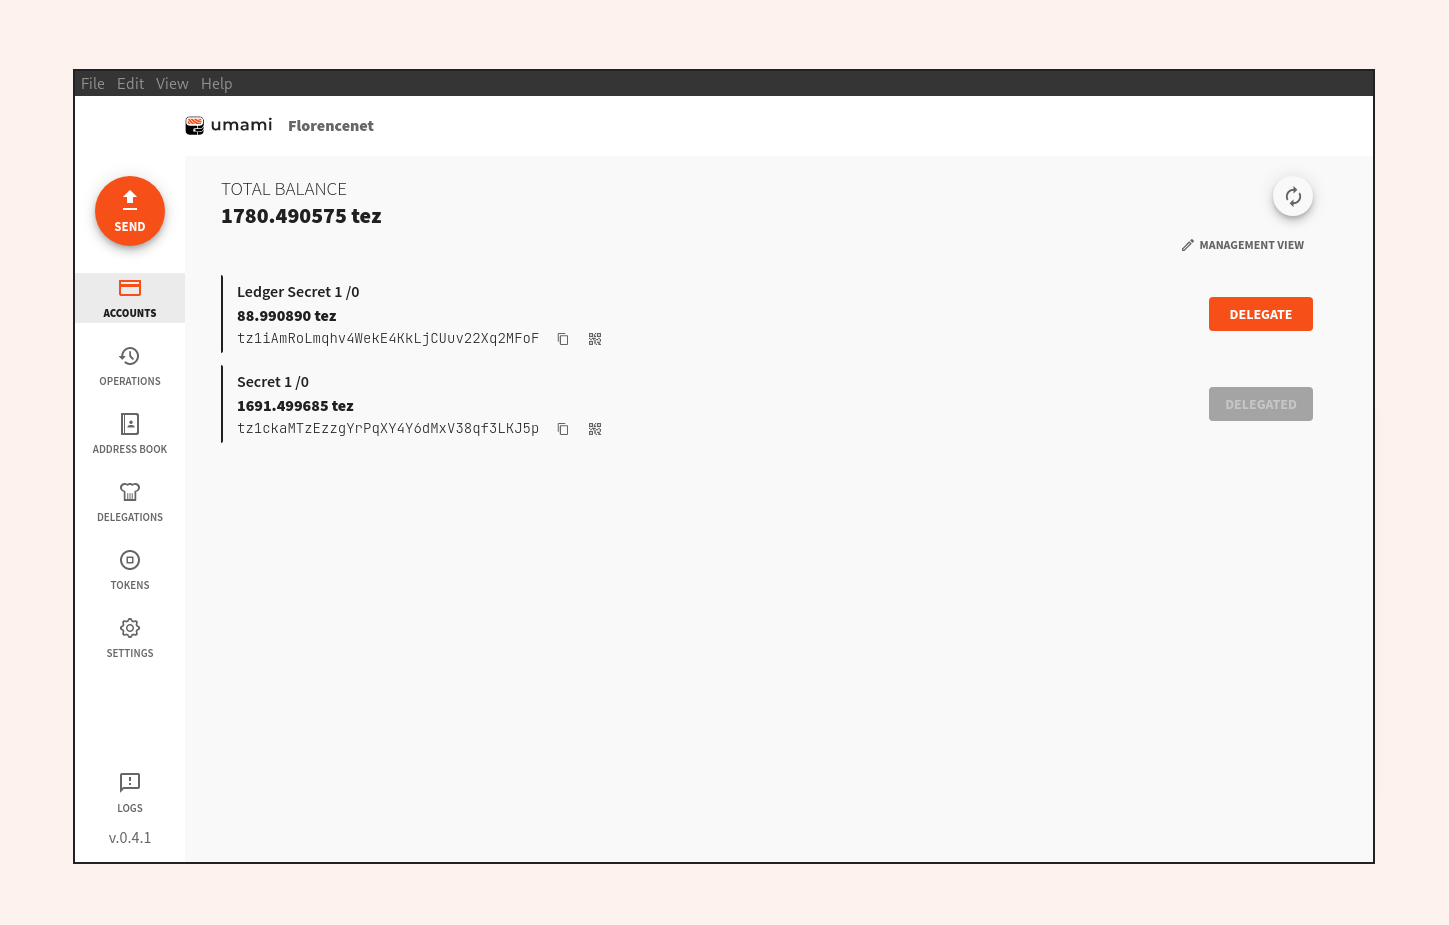 File Edit View Help
umami Florencenet
SEND
TOTAL BALANCE
1780.490575 tez
MANAGEMENT VIEW
ACCOUNTS
Ledger Secret 1 /0
88.990890 tez
tz1iAmRoLmqhv4WekE4KkLjCUuv22Xq2MFoF
DELEGATE
OPERATIONS
Secret 1 /0
1691.499685 tez
tz1ckaMTzEzzgYrPqXY4Y6dMxV38qf3LKJ5p
DELEGATED
ADDRESS BOOK
DELEGATIONS
TOKENS
SETTINGS
LOGS
v.0.4.1